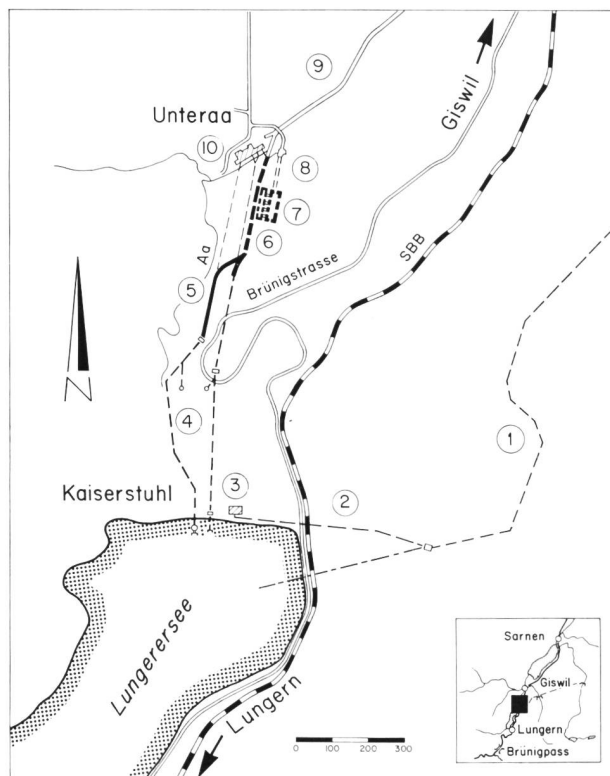 9
Giswil
Unteraa
10
8
7
6
Aa
SBB
Brünigstrasse
5
N
1
4
Kaiserstuhl
3
2
Lungerersee
Lungern
Sarnen
Giswil
Lungern
Brünigpass
0 100 200 300